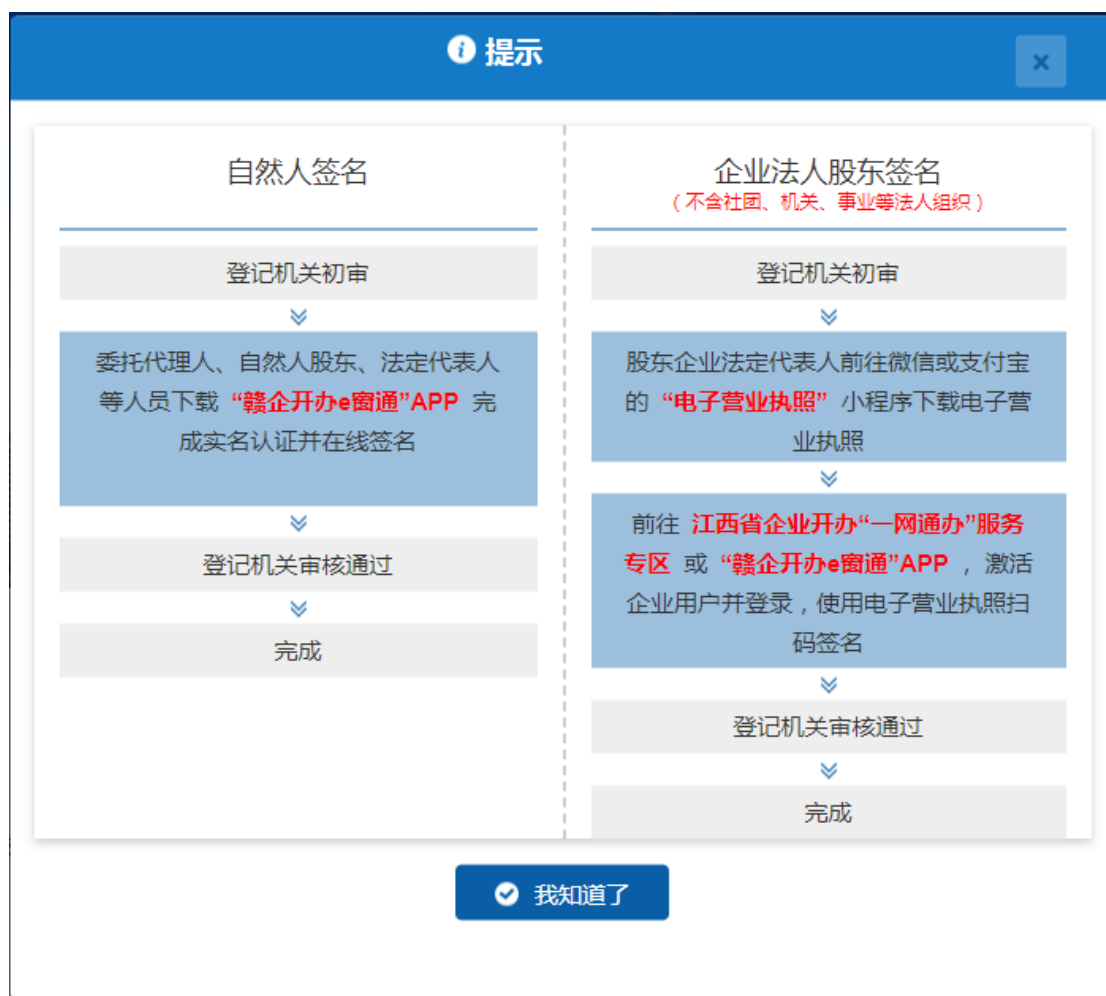 提示
自然人签名
登记机关初审
委托代理人、自然人股东、法定代表人
等人员下载 “赣企开办e窗通”APP 完
成实名认证并在线签名
登记机关审核通过
完成
企业法人股东签名
(不含社团、机关、事业等法人组织)
登记机关初审
股东企业法定代表人前往微信或支付宝
的 “电子营业执照” 小程序下载电子营
业执照
前往 江西省企业开办“一网通办”服务
专区 或 “赣企开办e窗通”APP ，激活
企业用户并登录，使用电子营业执照扫
码签名
登记机关审核通过
完成
我知道了